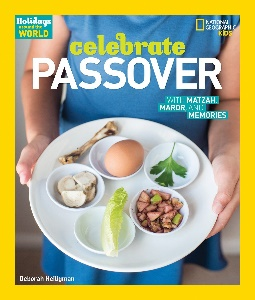 Holidays
around the
WORLD
NATIONAL
GEOGRAPHIC
KIDS
celebrate
PASSOVER
WITH MATZAH,
MAROR, AND
MEMORIES
Deborah Heiligman